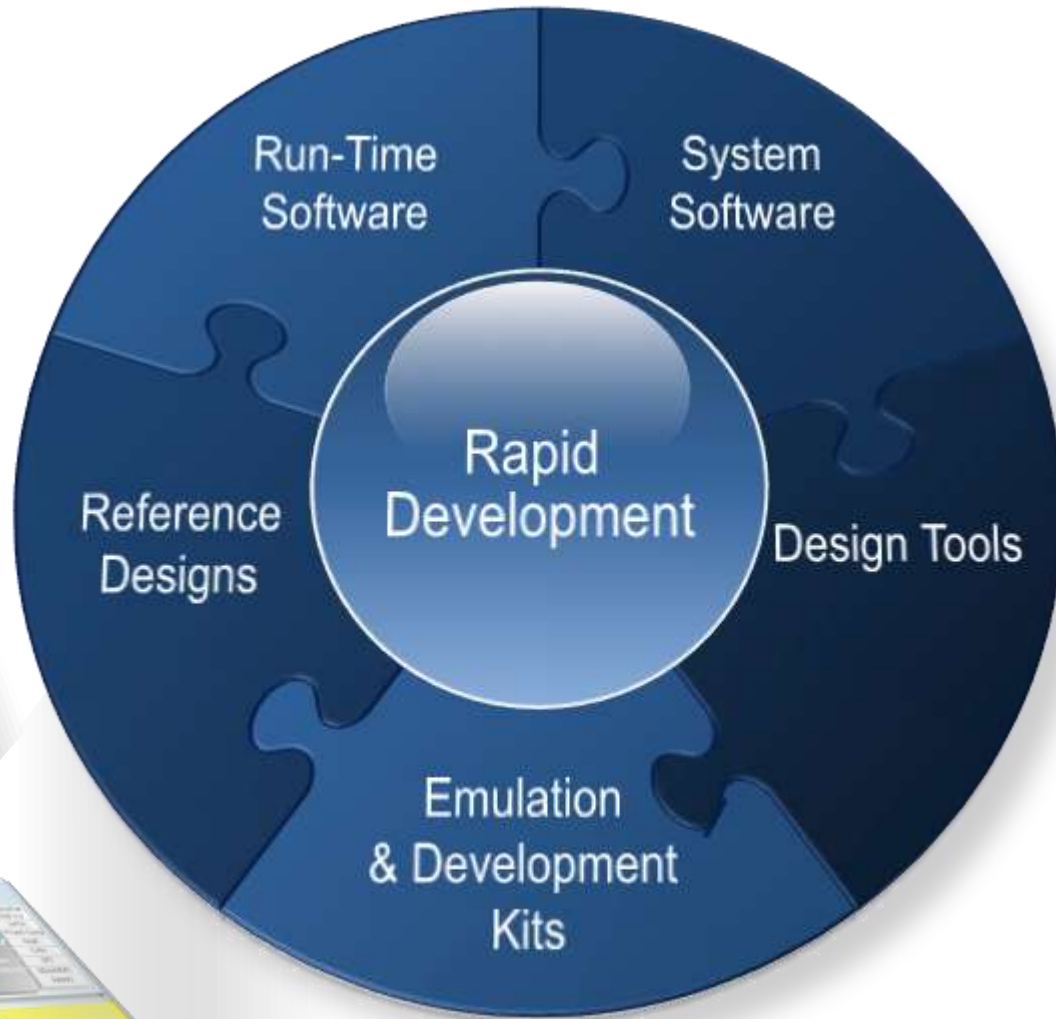 Run-Time
Software
System
Software
Rapid
Development
Reference
Designs
Design Tools
Emulation
& Development
Kits